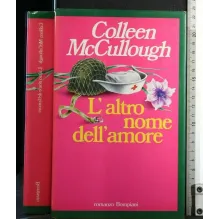 Colleen
McCullough
L'altro
nome
dell'amore
romanzo Bompiani